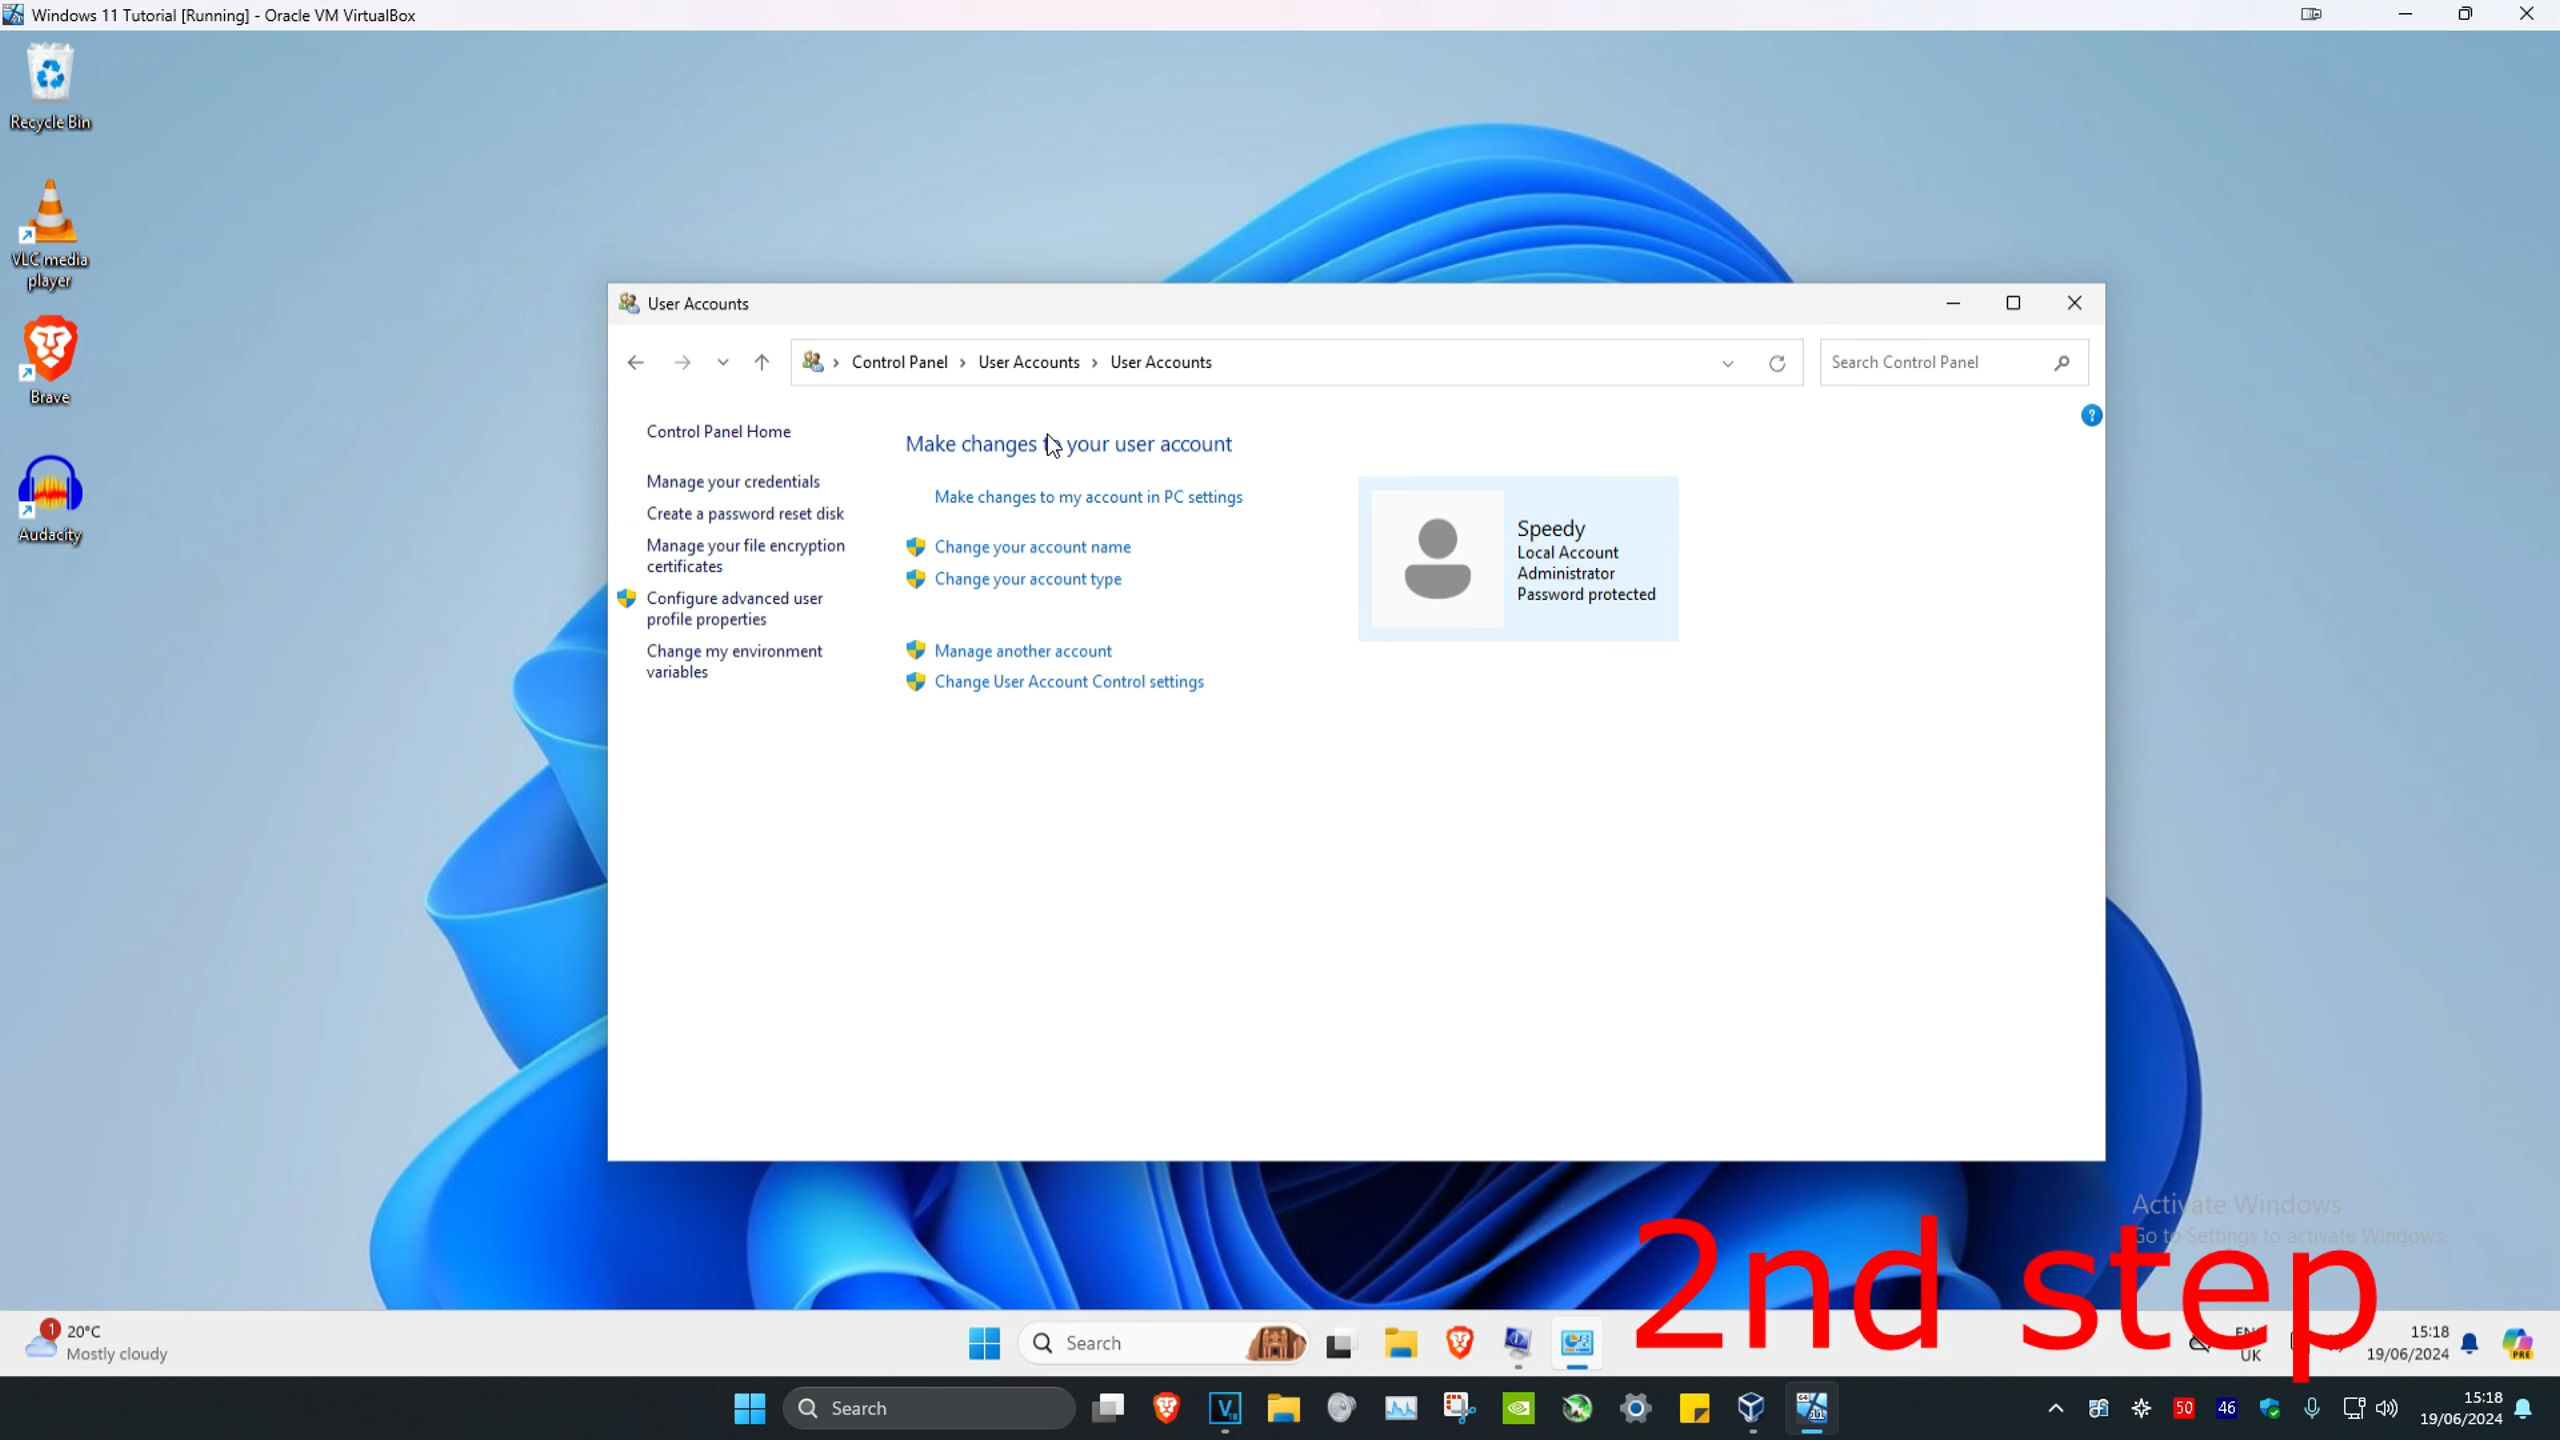 Windows 11 Tutorial [Running] - Oracle VM VirtualBox
Recycle Bin
VLC media
player
Brave
Audacity
User Accounts
Control Panel > User Accounts > User Accounts
Search Control Panel
?
Control Panel Home
Manage your credentials
Create a password reset disk
Manage your file encryption
certificates
Configure advanced user
profile properties
Change my environment
variables
Make changes to your user account
Make changes to my account in PC settings
Change your account name
Change your account type
Manage another account
Change User Account Control settings
Speedy
Local Account
Administrator
Password protected
Activate Windows
Go to Settings to activate Windows.
2nd step
1
20°C
Mostly cloudy
Search
ENG
UK
15:18
19/06/2024
PRE
Search
V
18
50
46
15:18
19/06/2024